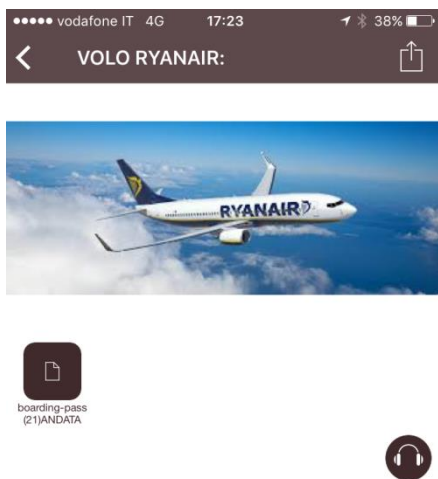 vodafone IT 4G 17:23 38%
VOLO RYANAIR:
RYANAIR
boarding-pass
(21)ANDATA